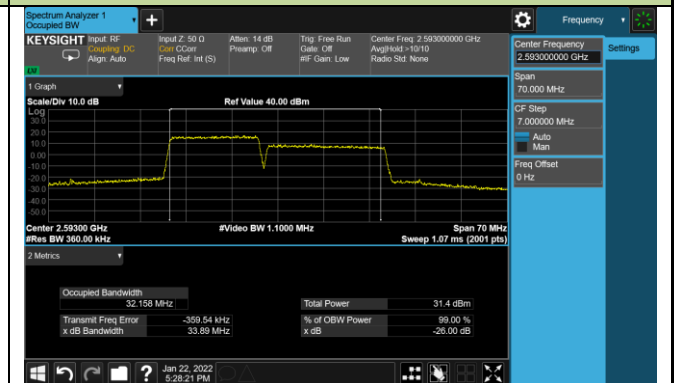 Spectrum Analyzer 1
Occupied BW
+
Frequency
KEYSIGHT
Input: RF
Coupling: DC
Align: Auto
Input Z: 50 Ω
Corr CCorr
Freq Ref: Int (S)
Atten: 14 dB
Preamp: Off
Trig: Free Run
Gate: Off
#IF Gain: Low
Center Freq: 2.593000000 GHz
Avg|Hold:>10/10
Radio Std: None
1 Graph
Scale/Div 10.0 dB
Ref Value 40.00 dBm
Log
30.0
20.0
10.0
0.00
-10.0
-20.0
-30.0
-40.0
-50.0
Center 2.59300 GHz
#Video BW 1.1000 MHz
Span 70 MHz
#Res BW 360.00 kHz
Sweep 1.07 ms (2001 pts)
2 Metrics
Occupied Bandwidth
32.158 MHz
Total Power 31.4 dBm
Transmit Freq Error -359.54 kHz
% of OBW Power 99.00 %
x dB Bandwidth 33.89 MHz
x dB -26.00 dB
?
Jan 22, 2022
5:28:21 PM
Center Frequency
2.593000000 GHz
Settings
Span
70.000 MHz
CF Step
7.000000 MHz
Auto
Man
Freq Offset
0 Hz